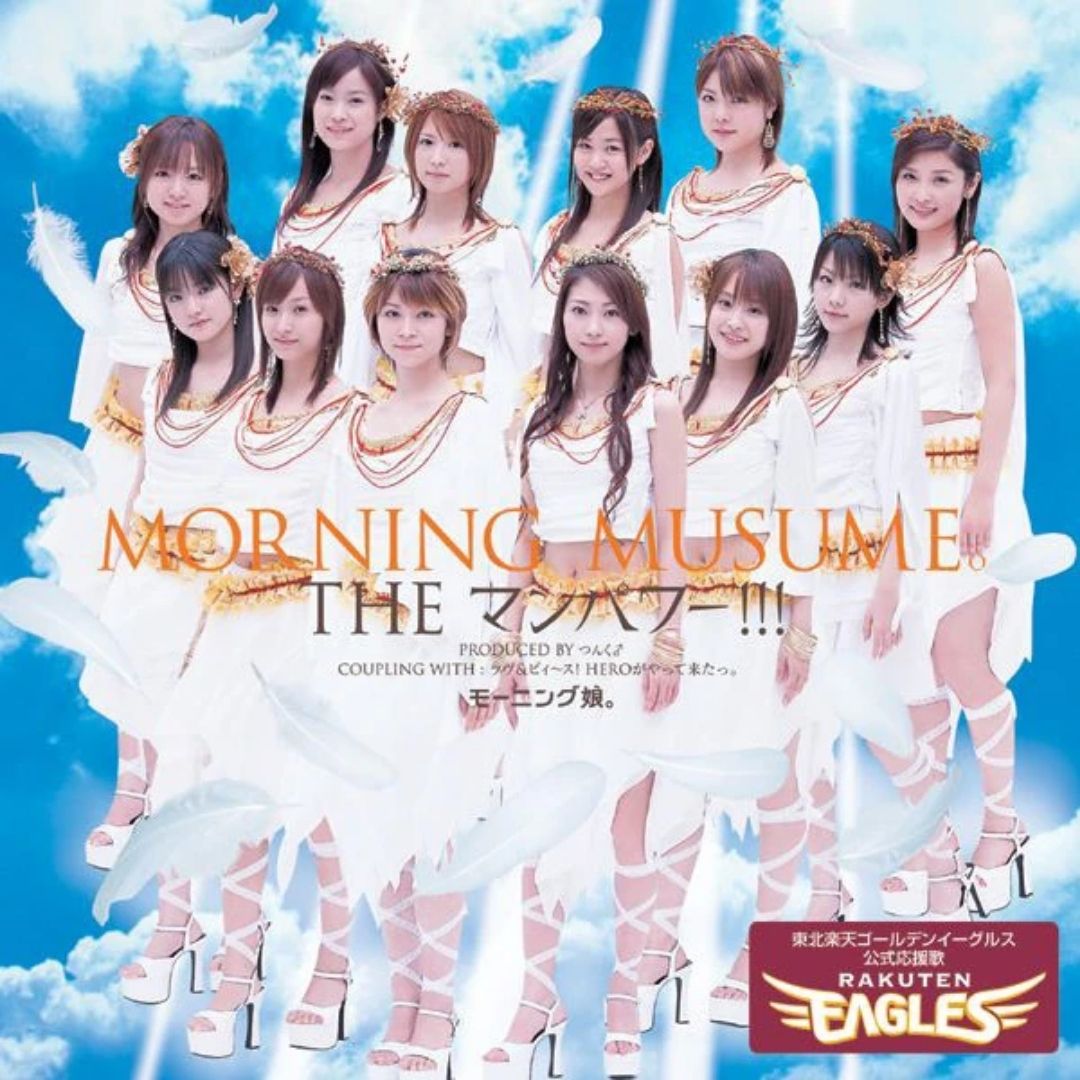 MORNING MUSUME。
THE マンパワー!!!
PRODUCED BY つんく♂
COUPLING WITH : ラヴ&ピィ〜ス! HEROがやって来たっ。
モーニング娘。
東北楽天ゴールデンイーグルス
公式応援歌
RAKUTEN
EAGLES